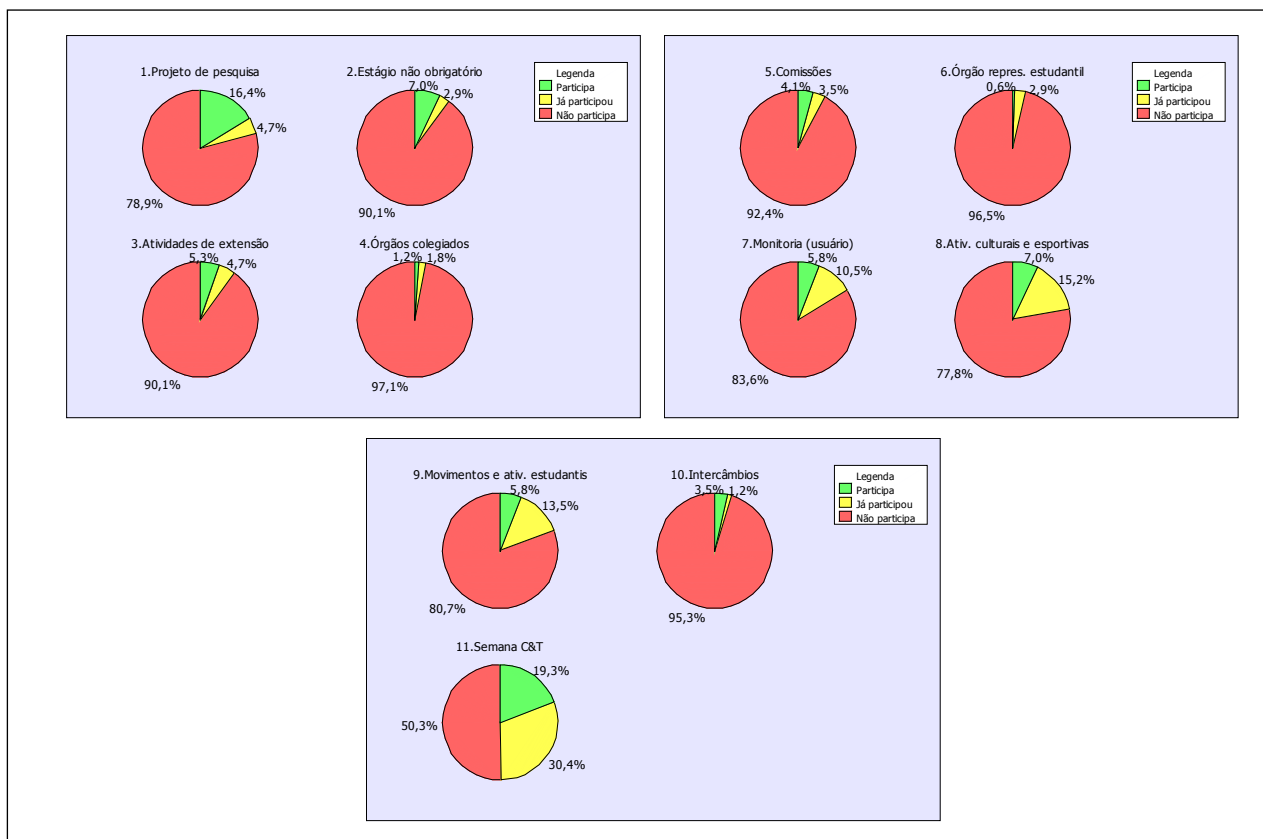 1.Projeto de pesquisa
16,4%
4,7%
78,9%
2.Estágio não obrigatório
7,0%
2,9%
90,1%
Legenda
Participa
Já participou
Não participa
3.Atividades de extensão
5,3%
4,7%
90,1%
4.Órgãos colegiados
1,2%
1,8%
97,1%
5.Comissões
4,1%
3,5%
92,4%
6.Órgão repres. estudantil
0,6%
2,9%
96,5%
Legenda
Participa
Já participou
Não participa
7.Monitoria (usuário)
5,8%
10,5%
83,6%
8.Ativ. culturais e esportivas
7,0%
15,2%
77,8%
9.Movimentos e ativ. estudantis
5,8%
13,5%
80,7%
10.Intercâmbios
3,5%
1,2%
95,3%
Legenda
Participa
Já participou
Não participa
11.Semana C&T
19,3%
30,4%
50,3%